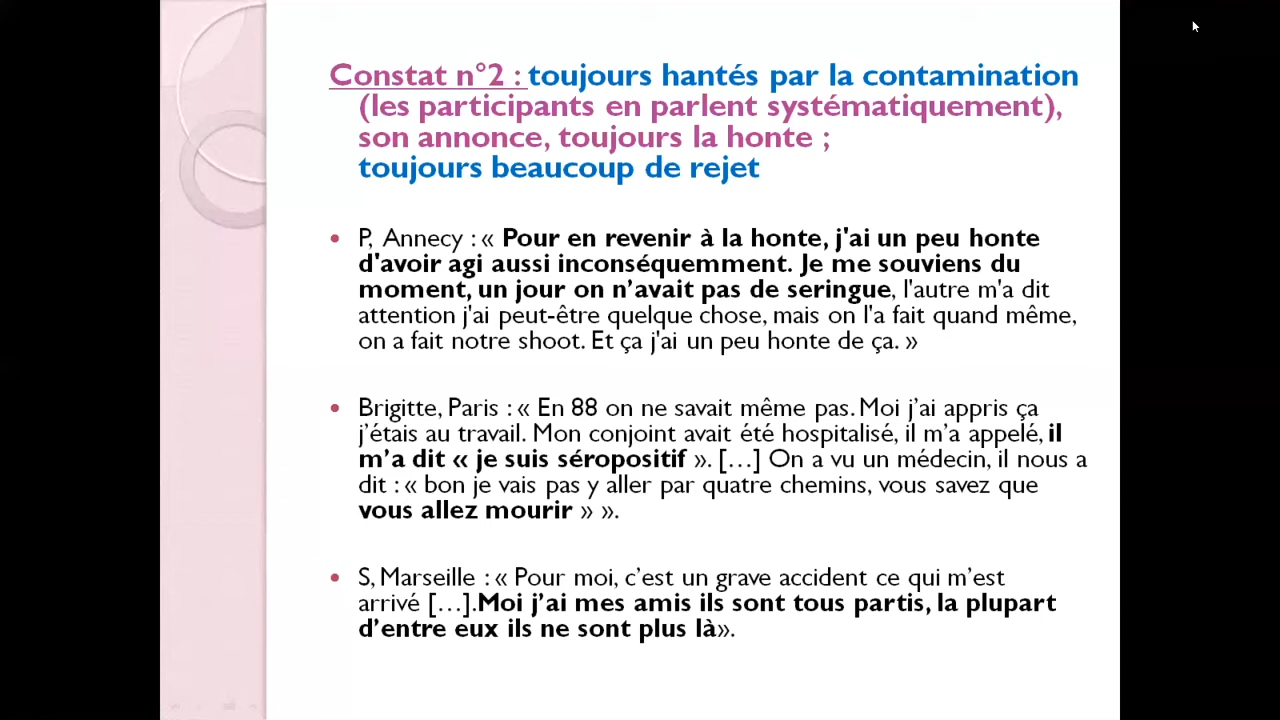 Constat n°2 : toujours hantés par la contamination
(les participants en parlent systématiquement),
son annonce, toujours la honte ;
toujours beaucoup de rejet
• P, Annecy : « Pour en revenir à la honte, j'ai un peu honte
d'avoir agi aussi inconséquemment. Je me souviens du
moment, un jour on n’avait pas de seringue, l'autre m'a dit
attention j'ai peut-être quelque chose, mais on l'a fait quand même,
on a fait notre shoot. Et ça j'ai un peu honte de ça. »
• Brigitte, Paris : « En 88 on ne savait même pas. Moi j’ai appris ça
j’étais au travail. Mon conjoint avait été hospitalisé, il m’a appelé, il
m’a dit « je suis séropositif ». […] On a vu un médecin, il nous a
dit : « bon je vais pas y aller par quatre chemins, vous savez que
vous allez mourir » ».
• S, Marseille : « Pour moi, c’est un grave accident ce qui m’est
arrivé […].Moi j’ai mes amis ils sont tous partis, la plupart
d’entre eux ils ne sont plus là».